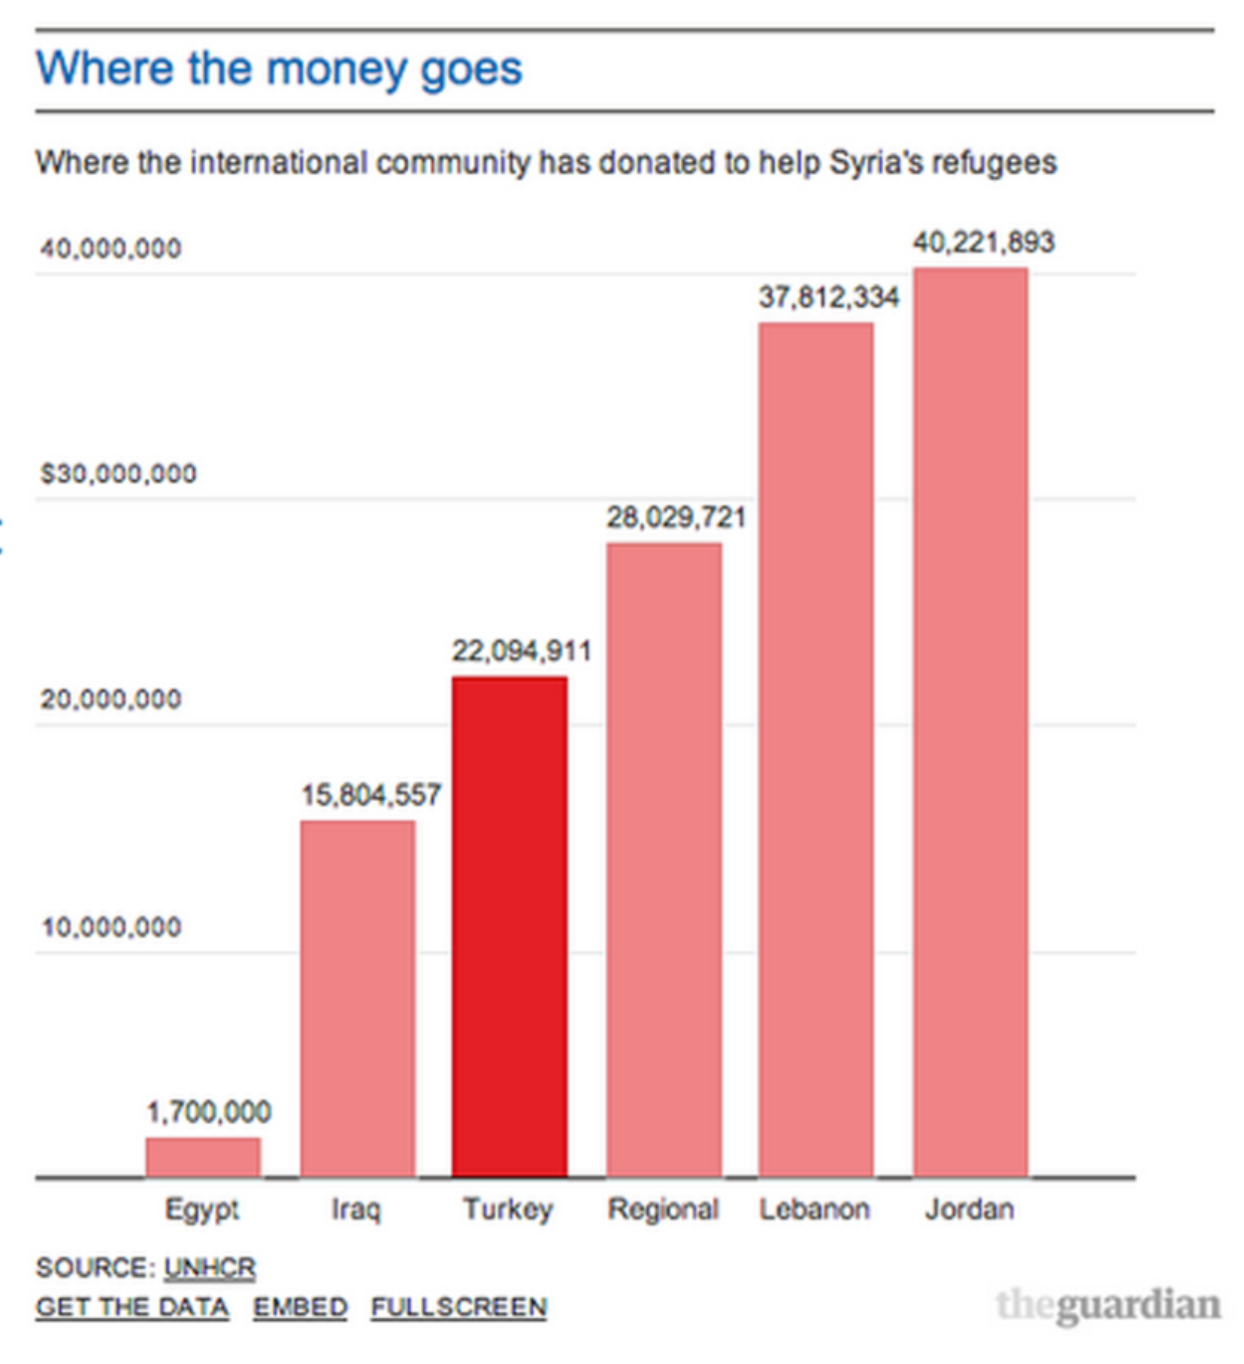 Where the money goes
Where the international community has donated to help Syria's refugees
40,000,000
40,221,893
37,812,334
$30,000,000
28,029,721
22,094,911
20,000,000
15,804,557
10,000,000
1,700,000
Egypt Iraq Turkey Regional Lebanon Jordan
SOURCE: UNHCR
GET THE DATA EMBED FULLSCREEN
theguardian